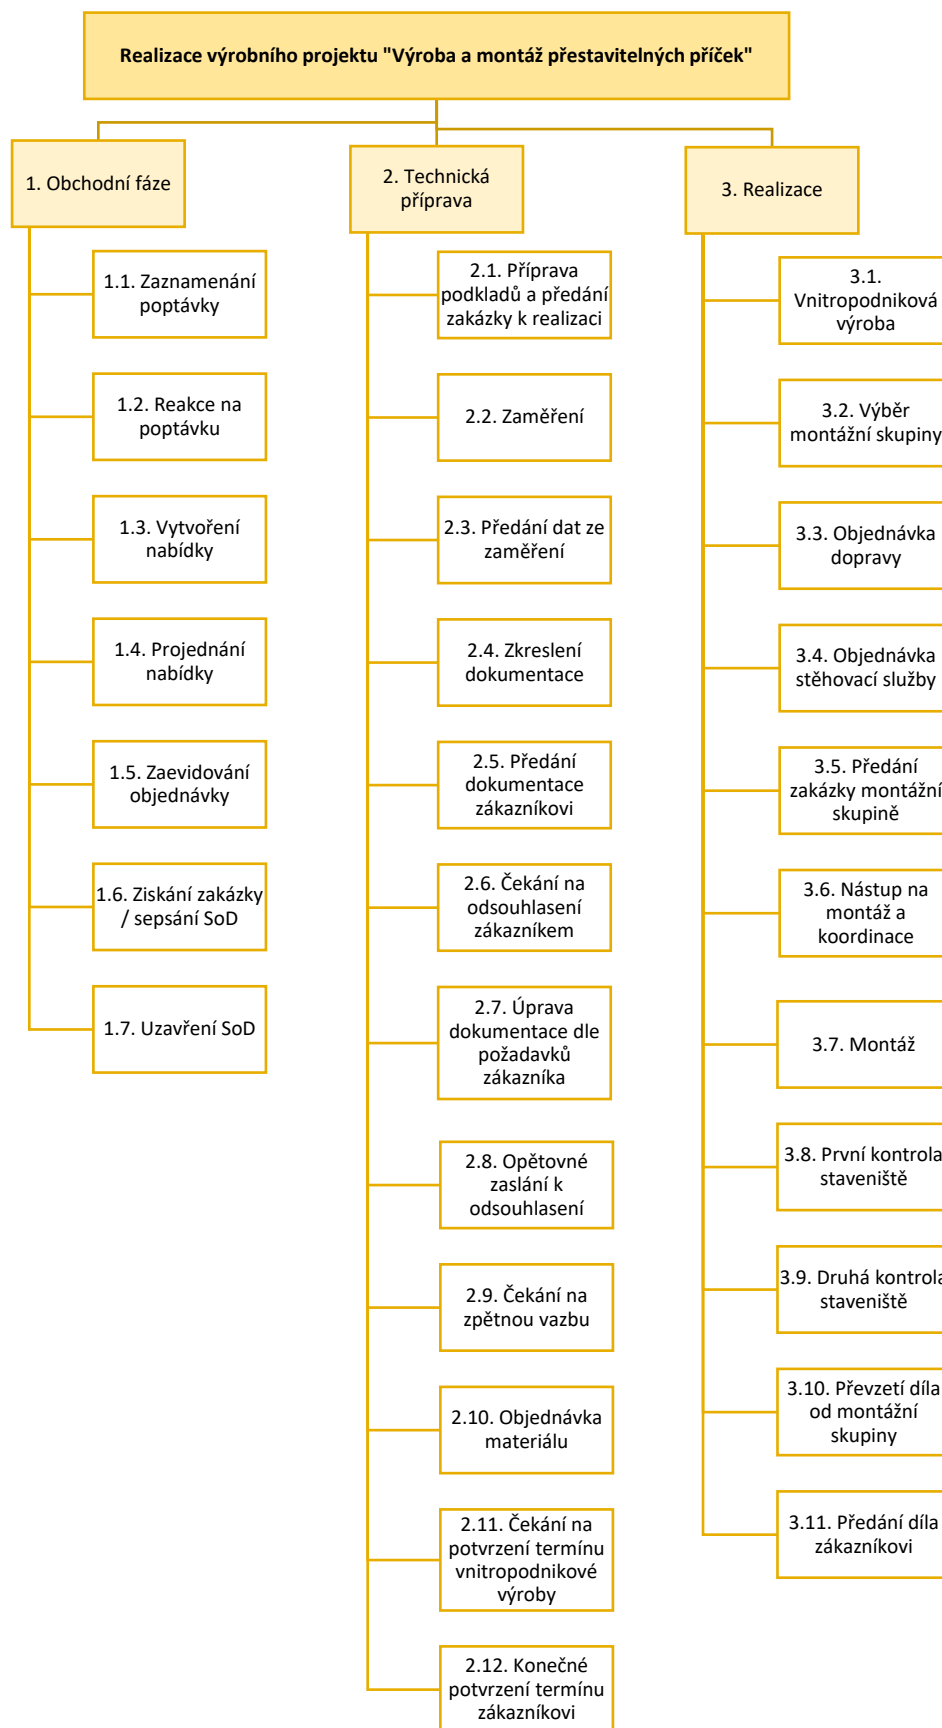 Realizace výrobního projektu "Výroba a montáž přestavitelných příček"
1. Obchodní fáze
1.1. Zaznamenání
poptávky
1.2. Reakce na
poptávku
1.3. Vytvoření
nabídky
1.4. Projednání
nabídky
1.5. Zaevidování
objednávky
1.6. Získání zakázky
/ sepsání SoD
1.7. Uzavření SoD
2. Technická
příprava
2.1. Příprava
podkladů a předání
zakázky k realizaci
2.2. Zaměření
2.3. Předání dat ze
zaměření
2.4. Zkreslení
dokumentace
2.5. Předání
dokumentace
zákazníkovi
2.6. Čekání na
odsouhlasení
zákazníkem
2.7. Úprava
dokumentace dle
požadavků
zákazníka
2.8. Opětovné
zaslání k
odsouhlasení
2.9. Čekání na
zpětnou vazbu
2.10. Objednávka
materiálu
2.11. Čekání na
potvrzení termínu
vnitropodnikové
výroby
2.12. Konečné
potvrzení termínu
zákazníkovi
3. Realizace
3.1.
Vnitropodniková
výroba
3.2. Výběr
montážní skupiny
3.3. Objednávka
dopravy
3.4. Objednávka
stěhovací služby
3.5. Předání
zakázky montážní
skupině
3.6. Nástup na
montáž a
koordinace
3.7. Montáž
3.8. První kontrola
staveniště
3.9. Druhá kontrola
staveniště
3.10. Převzetí díla
od montážní
skupiny
3.11. Předání díla
zákazníkovi